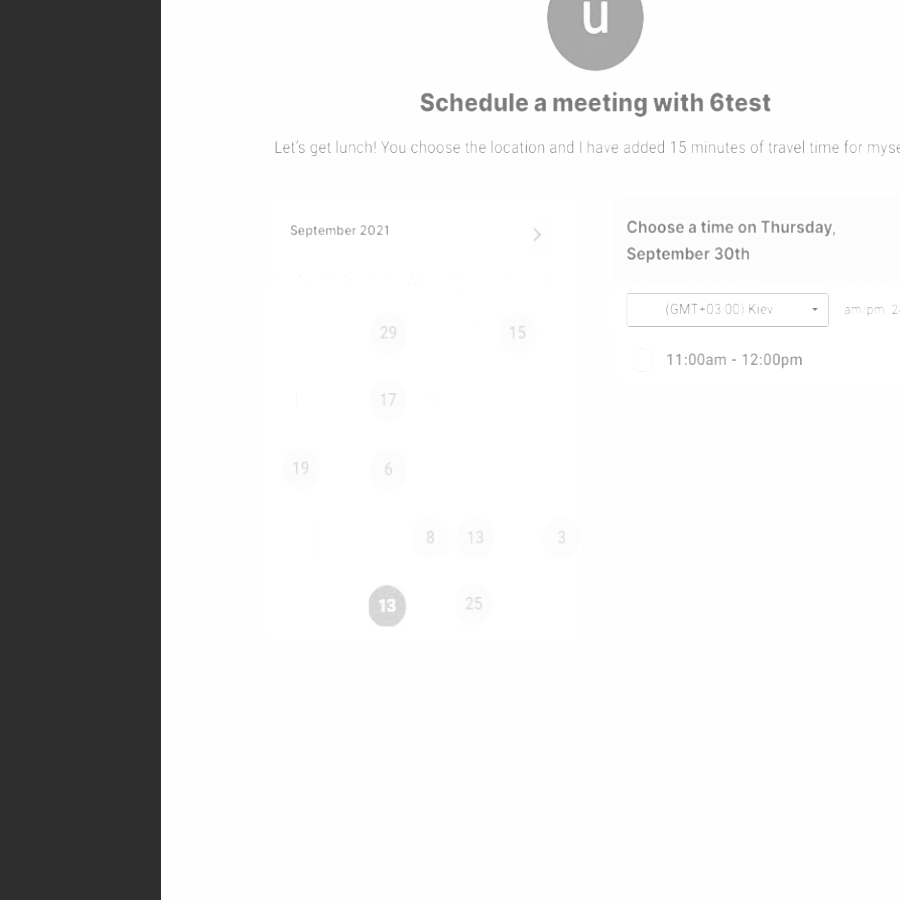 u
Schedule a meeting with 6test
Let's get lunch! You choose the location and I have added 15 minutes of travel time for myse
September 2021
29 15
17
19 6
8 13 3
13 25
Choose a time on Thursday,
September 30th
(GMT+03:00) Kiev
am/pm 2
11:00am - 12:00pm